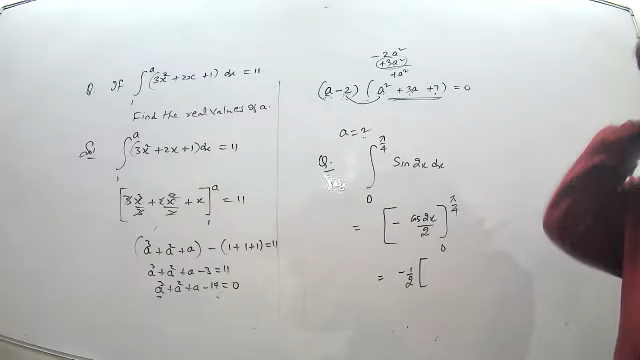 Q If ∫₁ᵃ (3x² + 2x + 1) dx = 11
Find the real values of a.
Sol ∫₁ᵃ (3x² + 2x + 1) dx = 11
[3x³/3 + 2x²/2 + x]₁ᵃ = 11
(a³ + a² + a) - (1 + 1 + 1) = 11
a³ + a² + a - 3 = 11
a³ + a² + a - 14 = 0
-2a²
+3a²
+a²
(a - 2) (a² + 3a + 7) = 0
a = 2
Q. ∫₀^(π/4) Sin 2x dx
= [- cos 2x / 2]₀^(π/4)
= -1/2 [